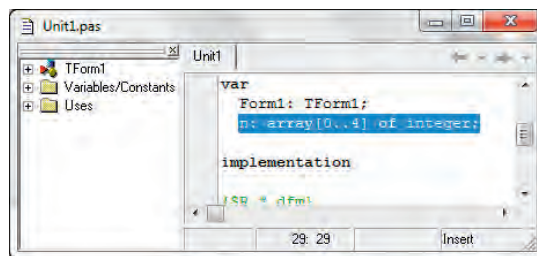 Unit1.pas
TForm1
Variables/Constants
Uses
Unit1
var
Form1: TForm1;
n: array[0..4] of integer;
implementation
{$R *.dfm}
29: 29
Insert